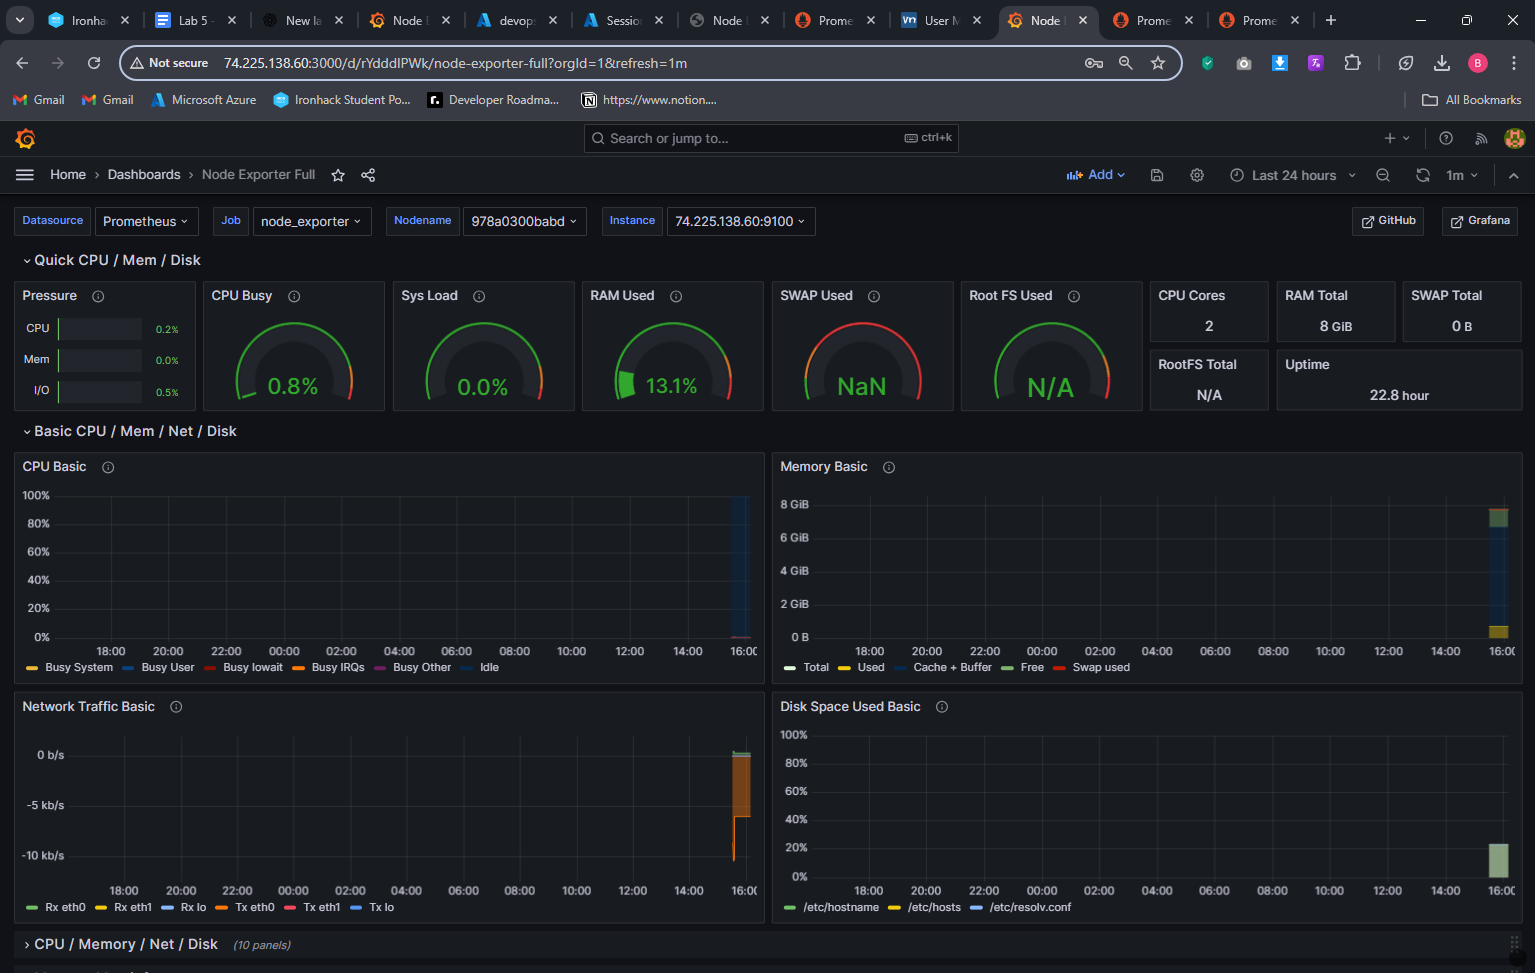 Ironha
Lab 5 -
New la
Node
devop
Sessio
Node
Prome
User M
Node
Prome
Prome
Not secure
74.225.138.60:3000/d/rYdddlPWk/node-exporter-full?orgId=1&refresh=1m
Gmail
Gmail
Microsoft Azure
Ironhack Student Po...
Developer Roadma...
https://www.notion....
All Bookmarks
Search or jump to...
ctrl+k
Home › Dashboards › Node Exporter Full
Add
Last 24 hours
1m
Datasource
Prometheus
Job
node_exporter
Nodename
978a0300babd
Instance
74.225.138.60:9100
GitHub
Grafana
Quick CPU / Mem / Disk
Pressure
CPU
0.2%
Mem
0.0%
I/O
0.5%
CPU Busy
0.8%
Sys Load
0.0%
RAM Used
13.1%
SWAP Used
NaN
Root FS Used
N/A
CPU Cores
2
RAM Total
8 GiB
SWAP Total
0 B
RootFS Total
N/A
Uptime
22.8 hour
Basic CPU / Mem / Net / Disk
CPU Basic
100%
80%
60%
40%
20%
0%
18:00 20:00 22:00 00:00 02:00 04:00 06:00 08:00 10:00 12:00 14:00 16:00
Busy System Busy User Busy Iowait Busy IRQs Busy Other Idle
Memory Basic
8 GiB
6 GiB
4 GiB
2 GiB
0 B
18:00 20:00 22:00 00:00 02:00 04:00 06:00 08:00 10:00 12:00 14:00 16:00
Total Used Cache + Buffer Free Swap used
Network Traffic Basic
0 b/s
-5 kb/s
-10 kb/s
18:00 20:00 22:00 00:00 02:00 04:00 06:00 08:00 10:00 12:00 14:00 16:00
Rx eth0 Rx eth1 Rx lo Tx eth0 Tx eth1 Tx lo
Disk Space Used Basic
100%
80%
60%
40%
20%
0%
18:00 20:00 22:00 00:00 02:00 04:00 06:00 08:00 10:00 12:00 14:00 16:00
/etc/hostname /etc/hosts /etc/resolv.conf
CPU / Memory / Net / Disk (10 panels)